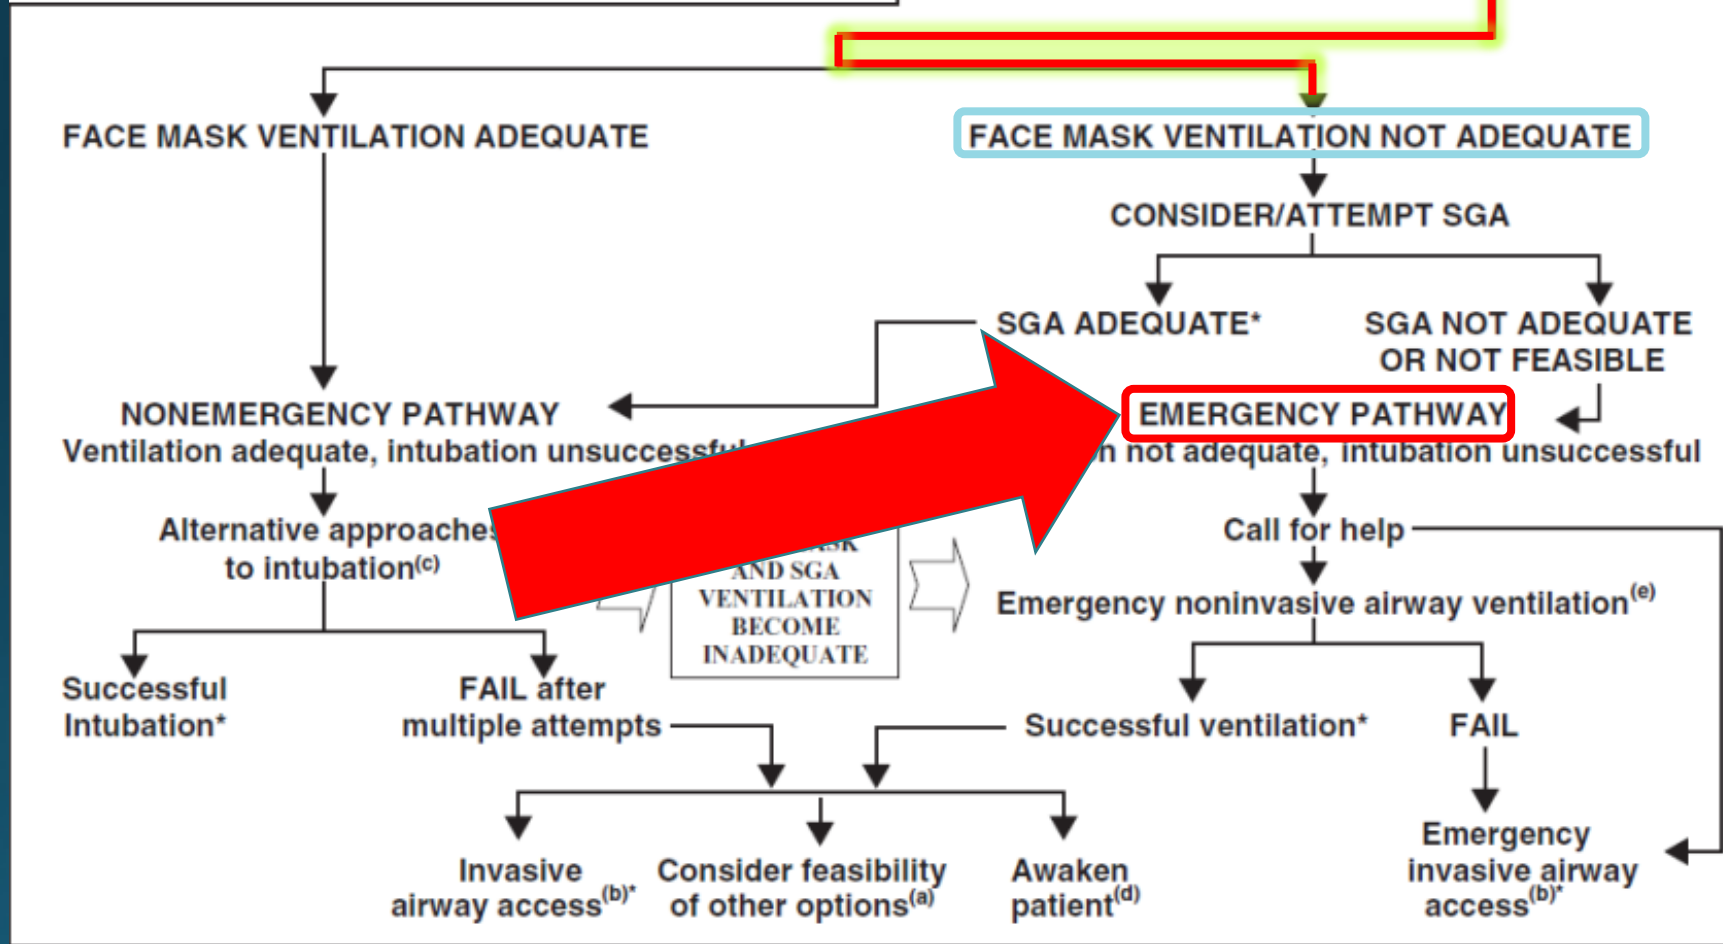 FACE MASK VENTILATION ADEQUATE
FACE MASK VENTILATION NOT ADEQUATE
CONSIDER/ATTEMPT SGA
SGA ADEQUATE*
SGA NOT ADEQUATE
OR NOT FEASIBLE
NONEMERGENCY PATHWAY
Ventilation adequate, intubation unsuccessful
EMERGENCY PATHWAY
not adequate, intubation unsuccessful
Alternative approaches
to intubation(c)
Call for help
AND SGA
VENTILATION
BECOME
INADEQUATE
Emergency noninvasive airway ventilation(e)
Successful
Intubation*
FAIL after
multiple attempts
Successful ventilation*
FAIL
Invasive
airway access(b)*
Consider feasibility
of other options(a)
Awaken
patient(d)
Emergency
invasive airway
access(b)*